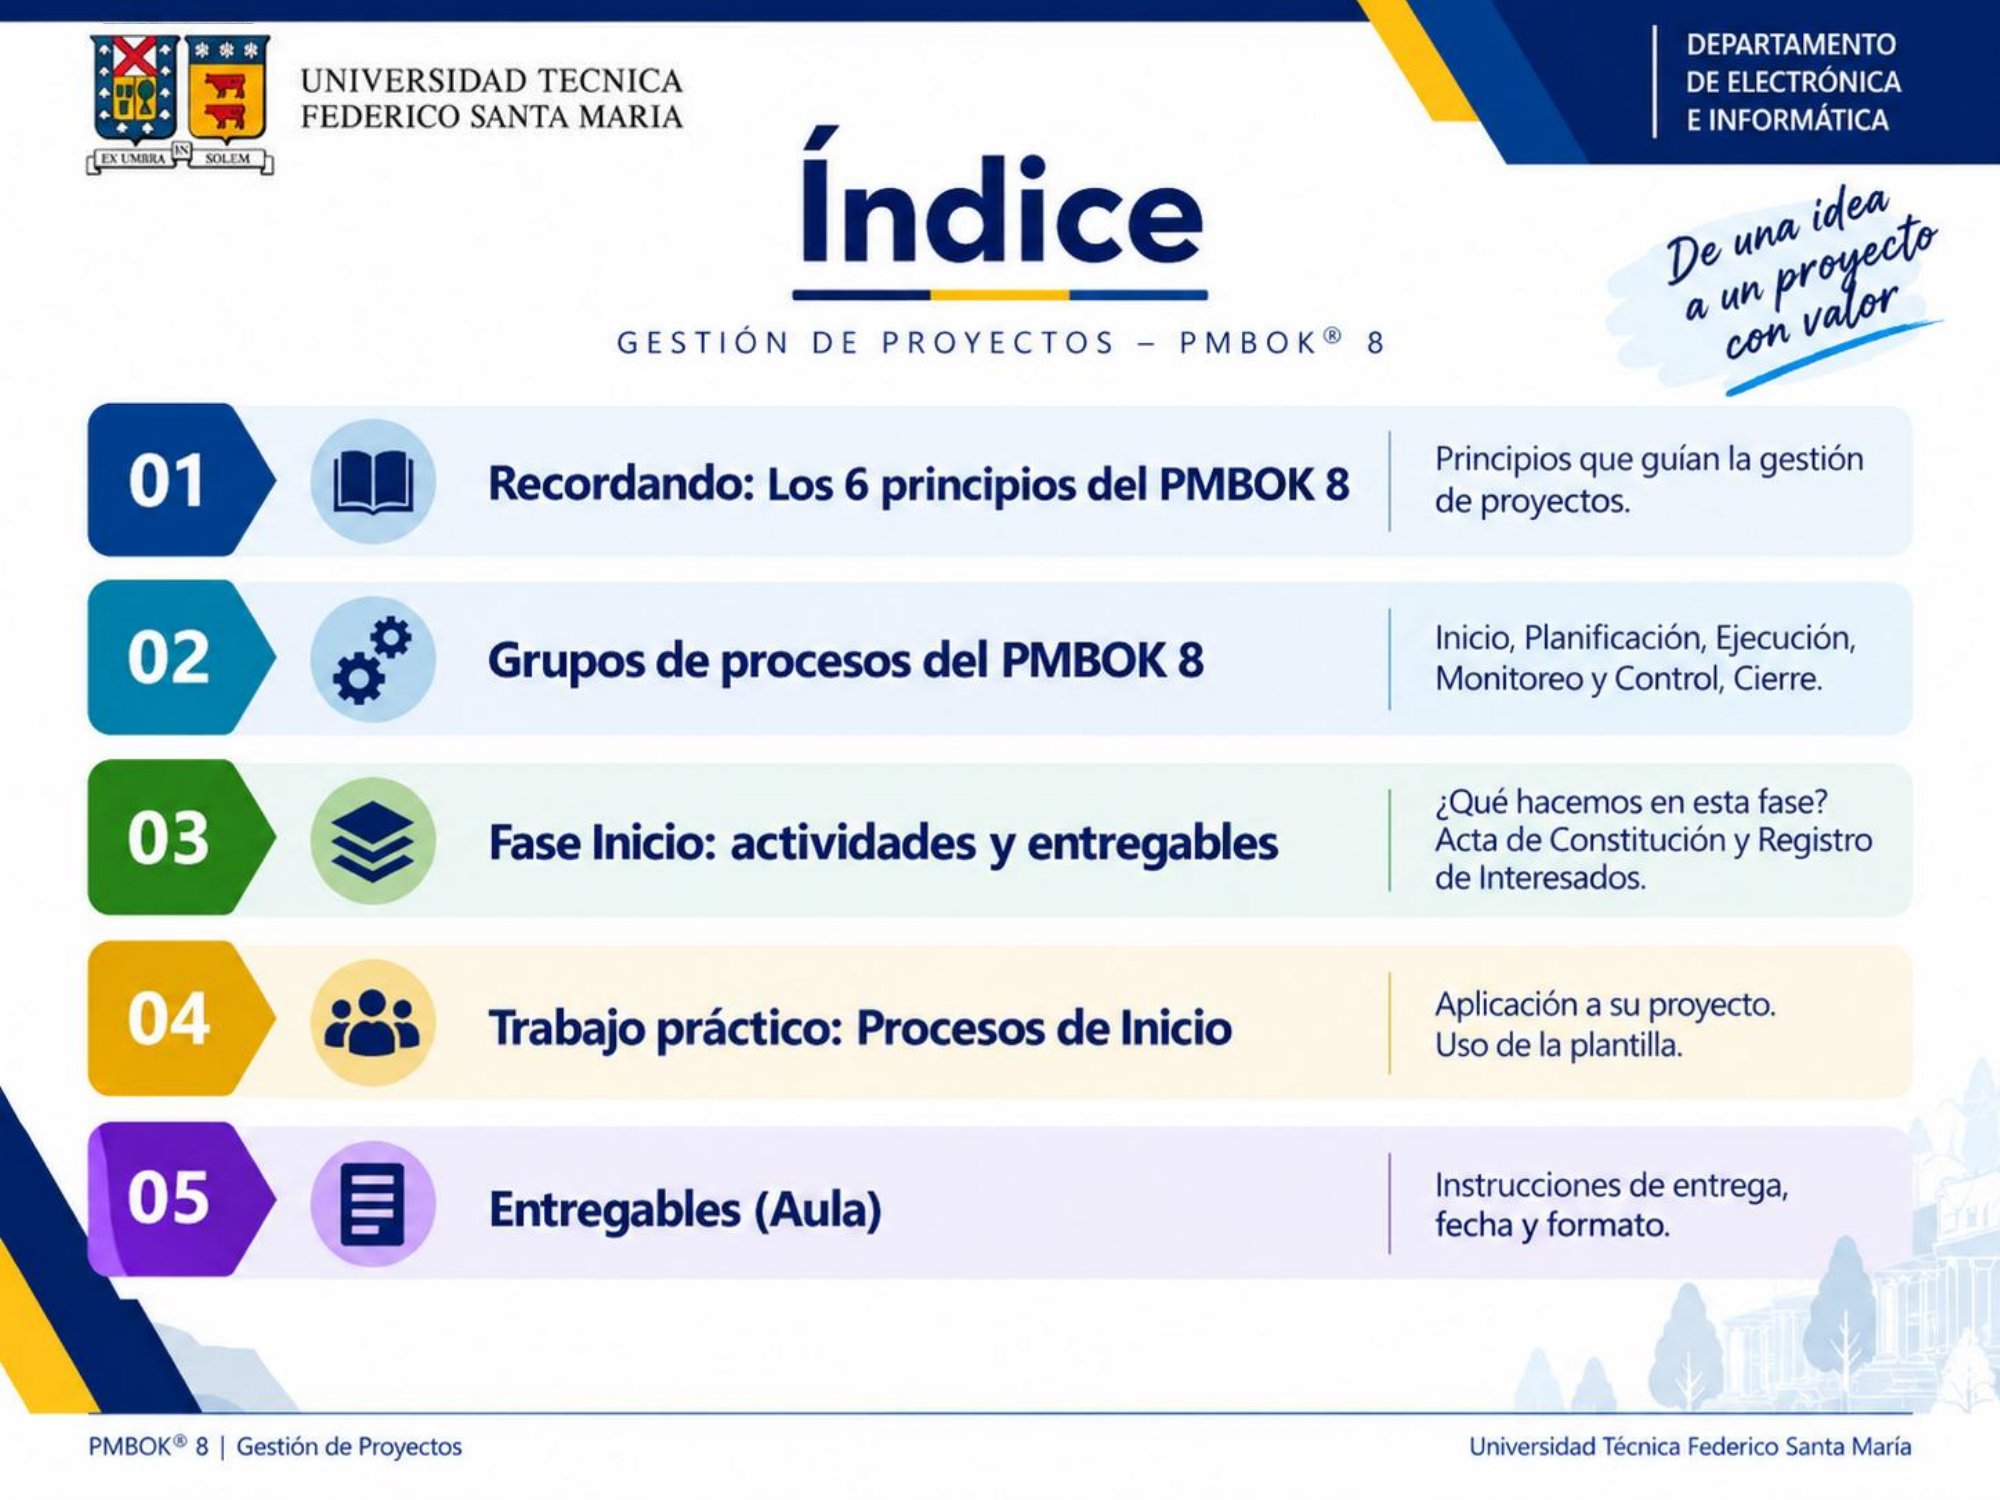 UNIVERSIDAD TECNICA
FEDERICO SANTA MARIA
EX UMBRA IN SOLEM
DEPARTAMENTO
DE ELECTRÓNICA
E INFORMÁTICA
Índice
GESTIÓN DE PROYECTOS – PMBOK® 8
De una idea
a un proyecto
con valor
01
Recordando: Los 6 principios del PMBOK 8
Principios que guían la gestión
de proyectos.
02
Grupos de procesos del PMBOK 8
Inicio, Planificación, Ejecución,
Monitoreo y Control, Cierre.
03
Fase Inicio: actividades y entregables
¿Qué hacemos en esta fase?
Acta de Constitución y Registro
de Interesados.
04
Trabajo práctico: Procesos de Inicio
Aplicación a su proyecto.
Uso de la plantilla.
05
Entregables (Aula)
Instrucciones de entrega,
fecha y formato.
PMBOK® 8 | Gestión de Proyectos
Universidad Técnica Federico Santa María